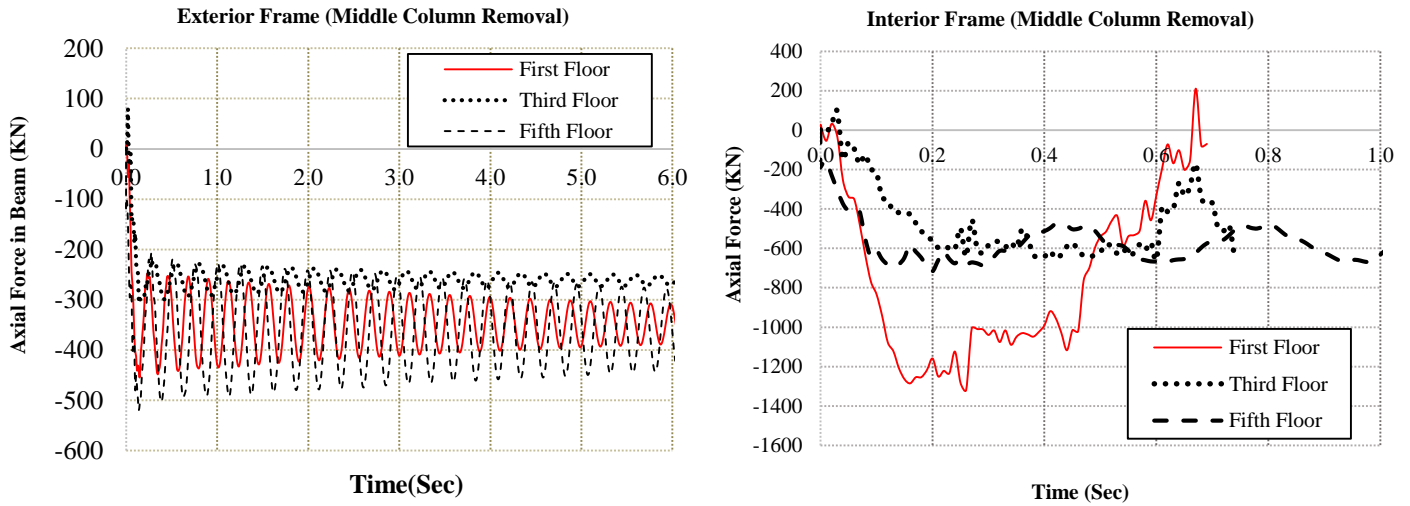 Exterior Frame (Middle Column Removal)
200
100
0
-100
-200
-300
-400
-500
-600
0.0 1.0 2.0 3.0 4.0 5.0 6.0
Axial Force in Beam (KN)
Time(Sec)
First Floor
Third Floor
Fifth Floor
Interior Frame (Middle Column Removal)
400
200
0
-200
-400
-600
-800
-1000
-1200
-1400
-1600
0.0 0.2 0.4 0.6 0.8 1.0
Axial Force (KN)
Time (Sec)
First Floor
Third Floor
Fifth Floor